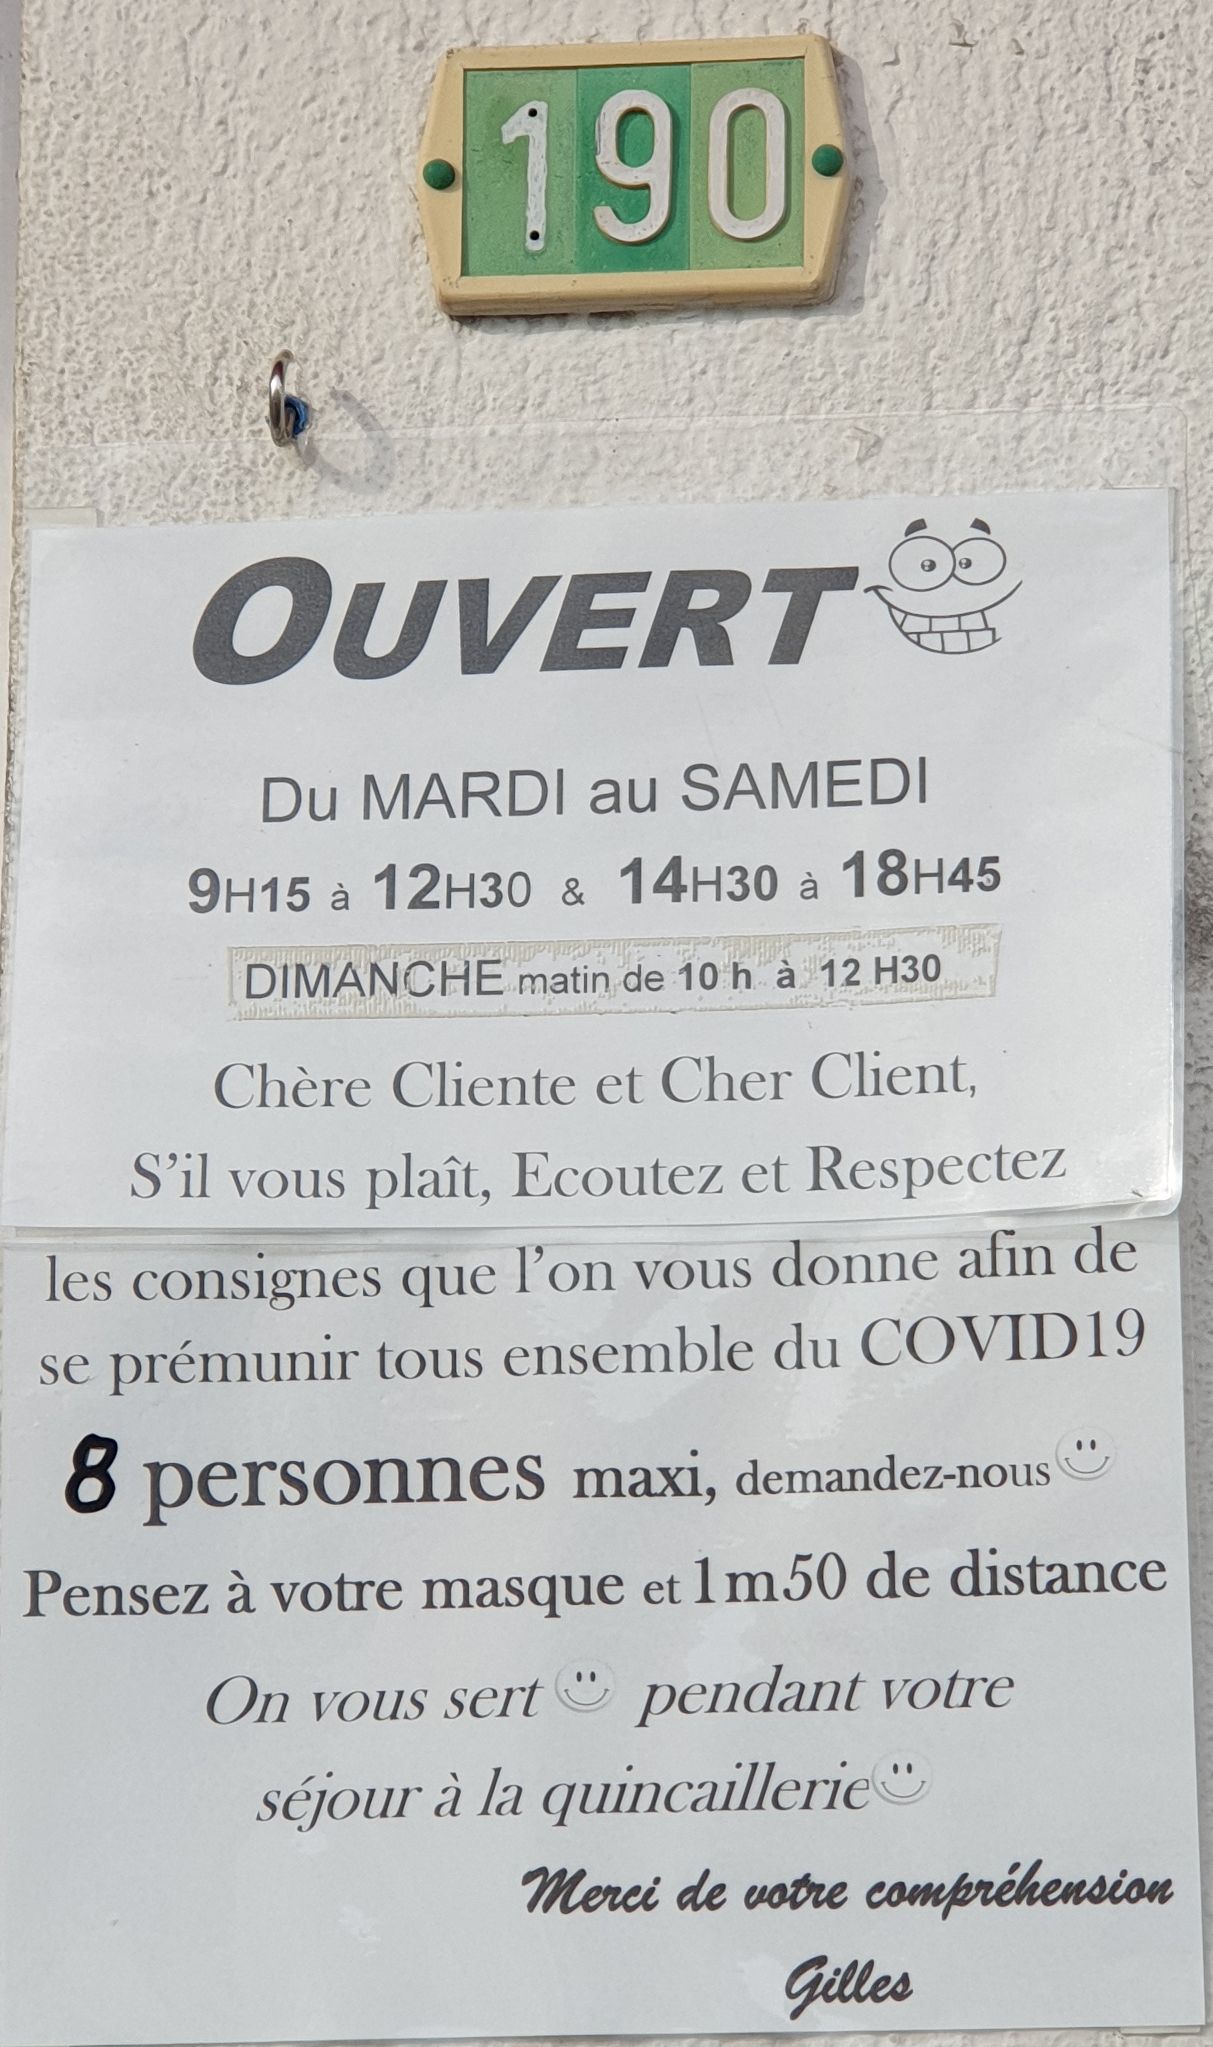 190
OUVERT
Du MARDI au SAMEDI
9H15 à 12H30 & 14H30 à 18H45
DIMANCHE matin de 10 h à 12 H30
Chère Cliente et Cher Client,
S'il vous plaît, Ecoutez et Respectez
les consignes que l'on vous donne afin de
se prémunir tous ensemble du COVID19
8 personnes maxi, demandez-nous
Pensez à votre masque et 1m50 de distance
On vous sert pendant votre
séjour à la quincaillerie
Merci de votre compréhension
Gilles